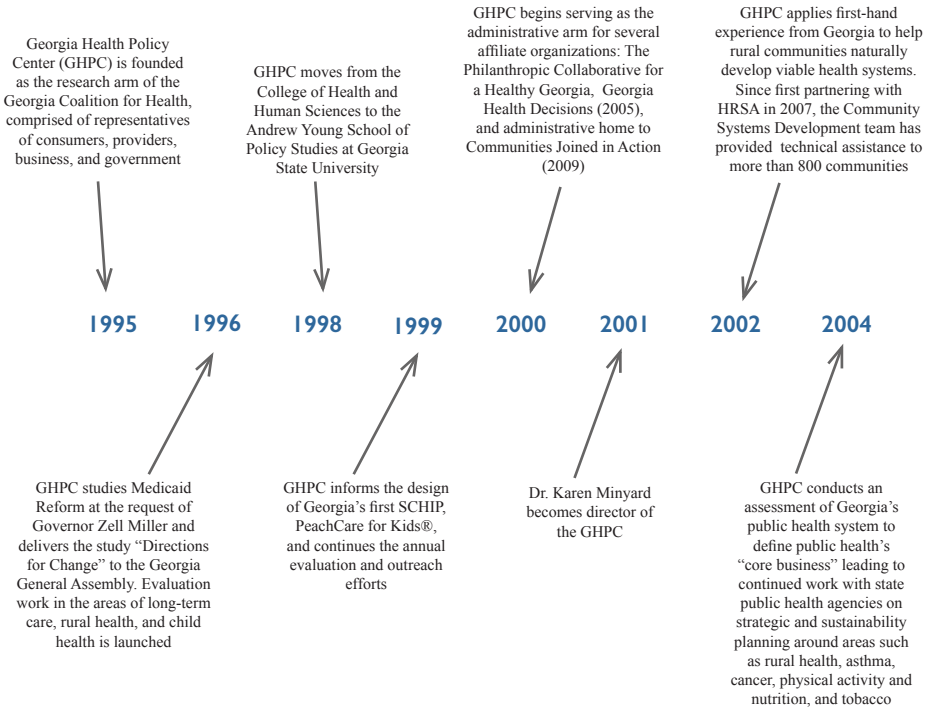 Georgia Health Policy
Center (GHPC) is founded
as the research arm of the
Georgia Coalition for Health,
comprised of representatives
of consumers, providers,
business, and government
GHPC moves from the
College of Health and
Human Sciences to the
Andrew Young School of
Policy Studies at Georgia
State University
GHPC begins serving as the
administrative arm for several
affiliate organizations: The
Philanthropic Collaborative for
a Healthy Georgia, Georgia
Health Decisions (2005),
and administrative home to
Communities Joined in Action
(2009)
GHPC applies first-hand
experience from Georgia to help
rural communities naturally
develop viable health systems.
Since first partnering with
HRSA in 2007, the Community
Systems Development team has
provided technical assistance to
more than 800 communities
1995 1996 1998 1999 2000 2001 2002 2004
GHPC studies Medicaid
Reform at the request of
Governor Zell Miller and
delivers the study “Directions
for Change” to the Georgia
General Assembly. Evaluation
work in the areas of long-term
care, rural health, and child
health is launched
GHPC informs the design
of Georgia’s first SCHIP,
PeachCare for Kids®,
and continues the annual
evaluation and outreach
efforts
Dr. Karen Minyard
becomes director of
the GHPC
GHPC conducts an
assessment of Georgia’s
public health system to
define public health’s
“core business” leading to
continued work with state
public health agencies on
strategic and sustainability
planning around areas such
as rural health, asthma,
cancer, physical activity and
nutrition, and tobacco